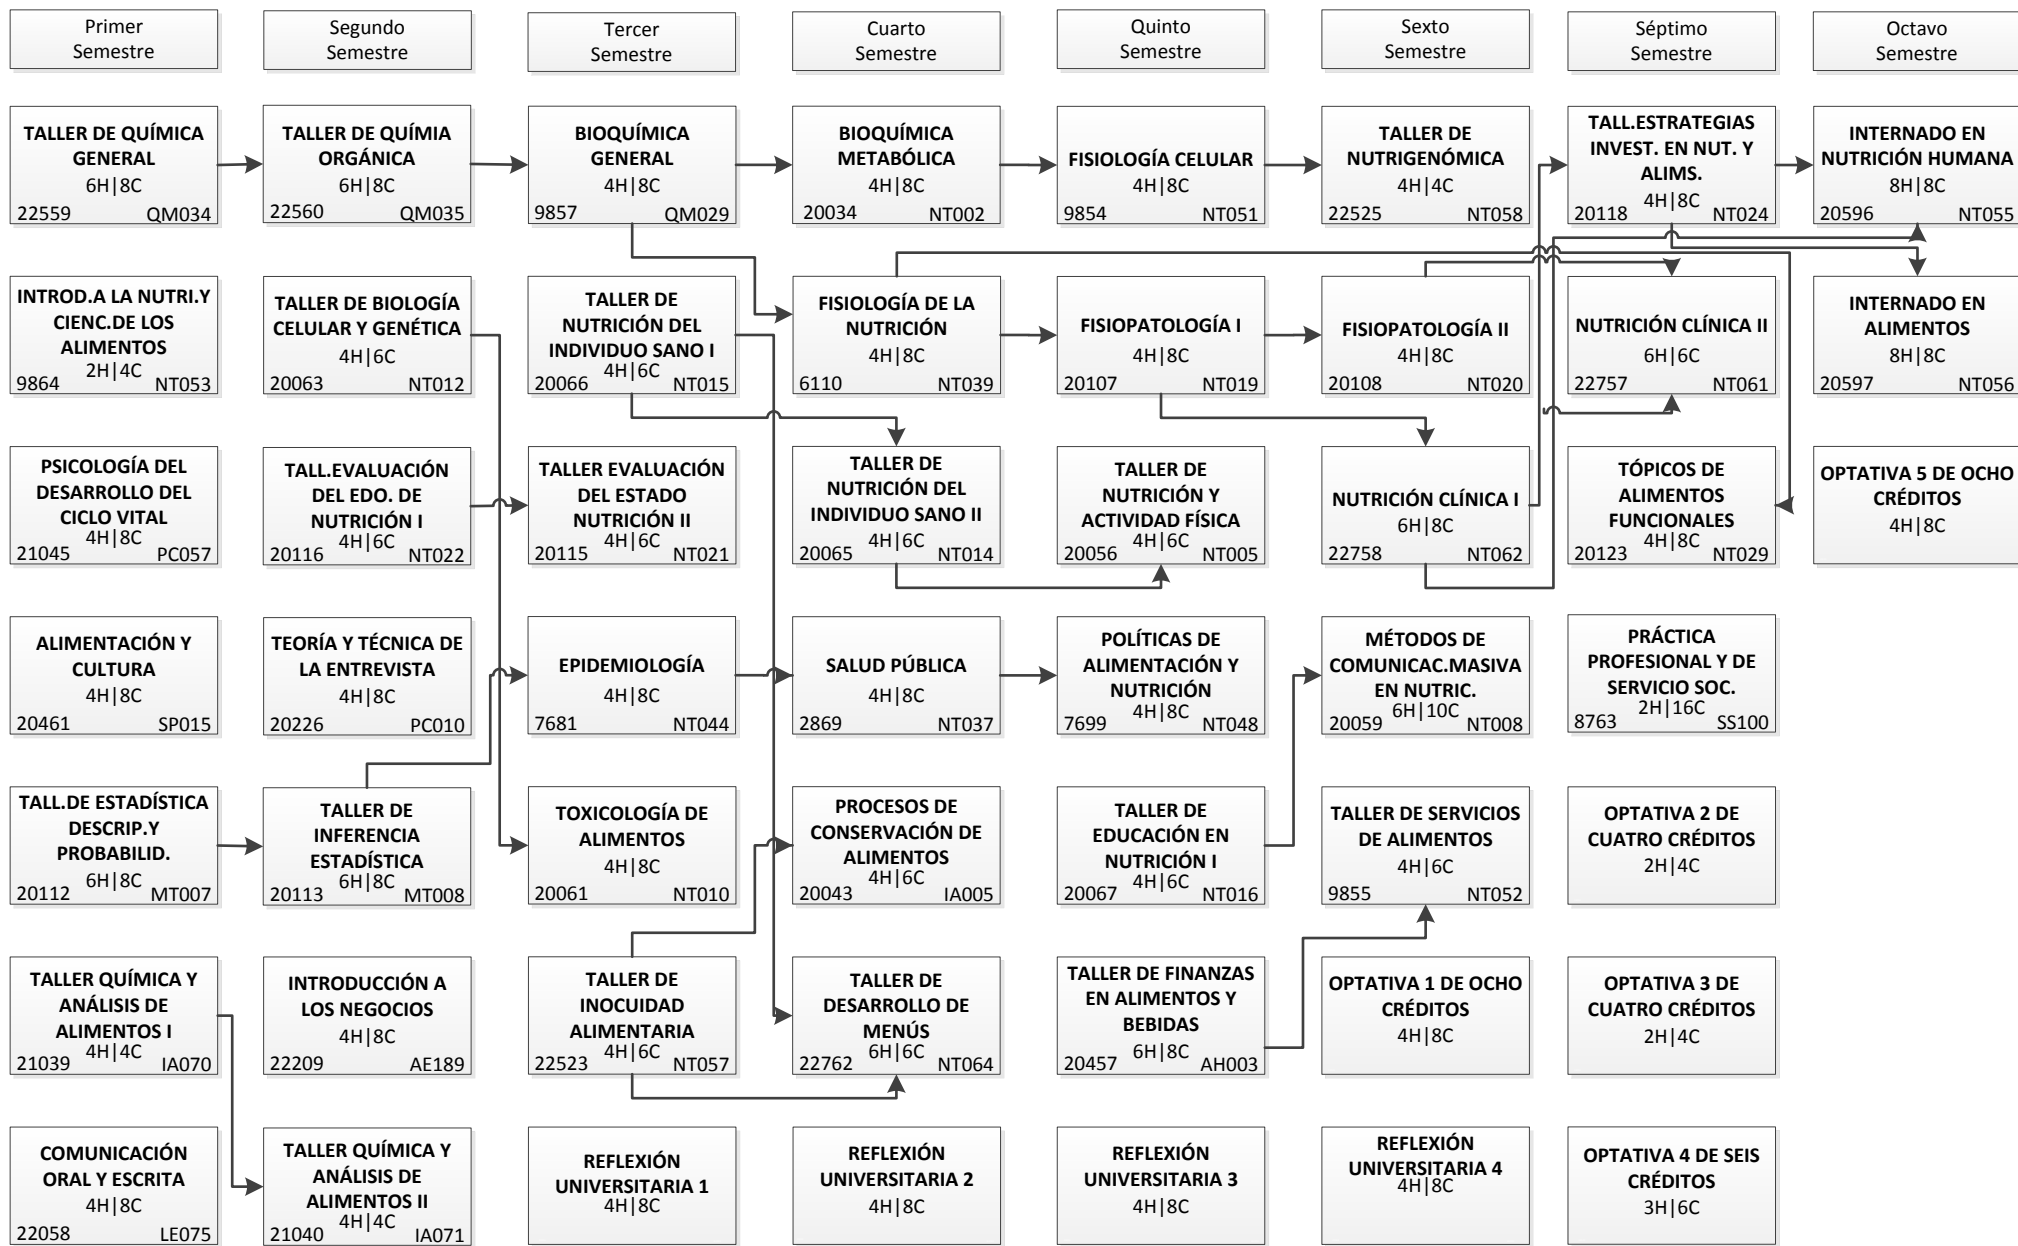 Primer
Semestre
Segundo
Semestre
Tercer
Semestre
Cuarto
Semestre
Quinto
Semestre
Sexto
Semestre
Séptimo
Semestre
Octavo
Semestre
TALLER DE QUÍMICA
GENERAL
6H|8C
22559 QM034
TALLER DE QUÍMIA
ORGÁNICA
6H|8C
22560 QM035
BIOQUÍMICA
GENERAL
4H|8C
9857 QM029
BIOQUÍMICA
METABÓLICA
4H|8C
20034 NT002
FISIOLOGÍA CELULAR
4H|8C
9854 NT051
TALLER DE
NUTRIGENÓMICA
4H|4C
22525 NT058
TALL.ESTRATEGIAS
INVEST. EN NUT. Y
ALIMS.
4H|8C
20118 NT024
INTERNADO EN
NUTRICIÓN HUMANA
8H|8C
20596 NT055
INTROD.A LA NUTRI.Y
CIENC.DE LOS
ALIMENTOS
2H|4C
9864 NT053
TALLER DE BIOLOGÍA
CELULAR Y GENÉTICA
4H|6C
20063 NT012
TALLER DE
NUTRICIÓN DEL
INDIVIDUO SANO I
4H|6C
20066 NT015
FISIOLOGÍA DE LA
NUTRICIÓN
4H|8C
6110 NT039
FISIOPATOLOGÍA I
4H|8C
20107 NT019
FISIOPATOLOGÍA II
4H|8C
20108 NT020
NUTRICIÓN CLÍNICA II
6H|6C
22757 NT061
INTERNADO EN
ALIMENTOS
8H|8C
20597 NT056
PSICOLOGÍA DEL
DESARROLLO DEL
CICLO VITAL
4H|8C
21045 PC057
TALL.EVALUACIÓN
DEL EDO. DE
NUTRICIÓN I
4H|6C
20116 NT022
TALLER EVALUACIÓN
DEL ESTADO
NUTRICIÓN II
4H|6C
20115 NT021
TALLER DE
NUTRICIÓN DEL
INDIVIDUO SANO II
4H|6C
20065 NT014
TALLER DE
NUTRICIÓN Y
ACTIVIDAD FÍSICA
4H|6C
20056 NT005
NUTRICIÓN CLÍNICA I
6H|8C
22758 NT062
TÓPICOS DE
ALIMENTOS
FUNCIONALES
4H|8C
20123 NT029
OPTATIVA 5 DE OCHO
CRÉDITOS
4H|8C
ALIMENTACIÓN Y
CULTURA
4H|8C
20461 SP015
TEORÍA Y TÉCNICA DE
LA ENTREVISTA
4H|8C
20226 PC010
EPIDEMIOLOGÍA
4H|8C
7681 NT044
SALUD PÚBLICA
4H|8C
2869 NT037
POLÍTICAS DE
ALIMENTACIÓN Y
NUTRICIÓN
4H|8C
7699 NT048
MÉTODOS DE
COMUNICAC.MASIVA
EN NUTRIC.
6H|10C
20059 NT008
PRÁCTICA
PROFESIONAL Y DE
SERVICIO SOC.
2H|16C
8763 SS100
TALL.DE ESTADÍSTICA
DESCRIP.Y
PROBABILID.
6H|8C
20112 MT007
TALLER DE
INFERENCIA
ESTADÍSTICA
6H|8C
20113 MT008
TOXICOLOGÍA DE
ALIMENTOS
4H|8C
20061 NT010
PROCESOS DE
CONSERVACIÓN DE
ALIMENTOS
4H|6C
20043 IA005
TALLER DE
EDUCACIÓN EN
NUTRICIÓN I
4H|6C
20067 NT016
TALLER DE SERVICIOS
DE ALIMENTOS
4H|6C
9855 NT052
OPTATIVA 2 DE
CUATRO CRÉDITOS
2H|4C
TALLER QUÍMICA Y
ANÁLISIS DE
ALIMENTOS I
4H|4C
21039 IA070
INTRODUCCIÓN A
LOS NEGOCIOS
4H|8C
22209 AE189
TALLER DE
INOCUIDAD
ALIMENTARIA
4H|6C
22523 NT057
TALLER DE
DESARROLLO DE
MENÚS
6H|6C
22762 NT064
TALLER DE FINANZAS
EN ALIMENTOS Y
BEBIDAS
6H|8C
20457 AH003
OPTATIVA 1 DE OCHO
CRÉDITOS
4H|8C
OPTATIVA 3 DE
CUATRO CRÉDITOS
2H|4C
COMUNICACIÓN
ORAL Y ESCRITA
4H|8C
22058 LE075
TALLER QUÍMICA Y
ANÁLISIS DE
ALIMENTOS II
4H|4C
21040 IA071
REFLEXIÓN
UNIVERSITARIA 1
4H|8C
REFLEXIÓN
UNIVERSITARIA 2
4H|8C
REFLEXIÓN
UNIVERSITARIA 3
4H|8C
REFLEXIÓN
UNIVERSITARIA 4
4H|8C
OPTATIVA 4 DE SEIS
CRÉDITOS
3H|6C